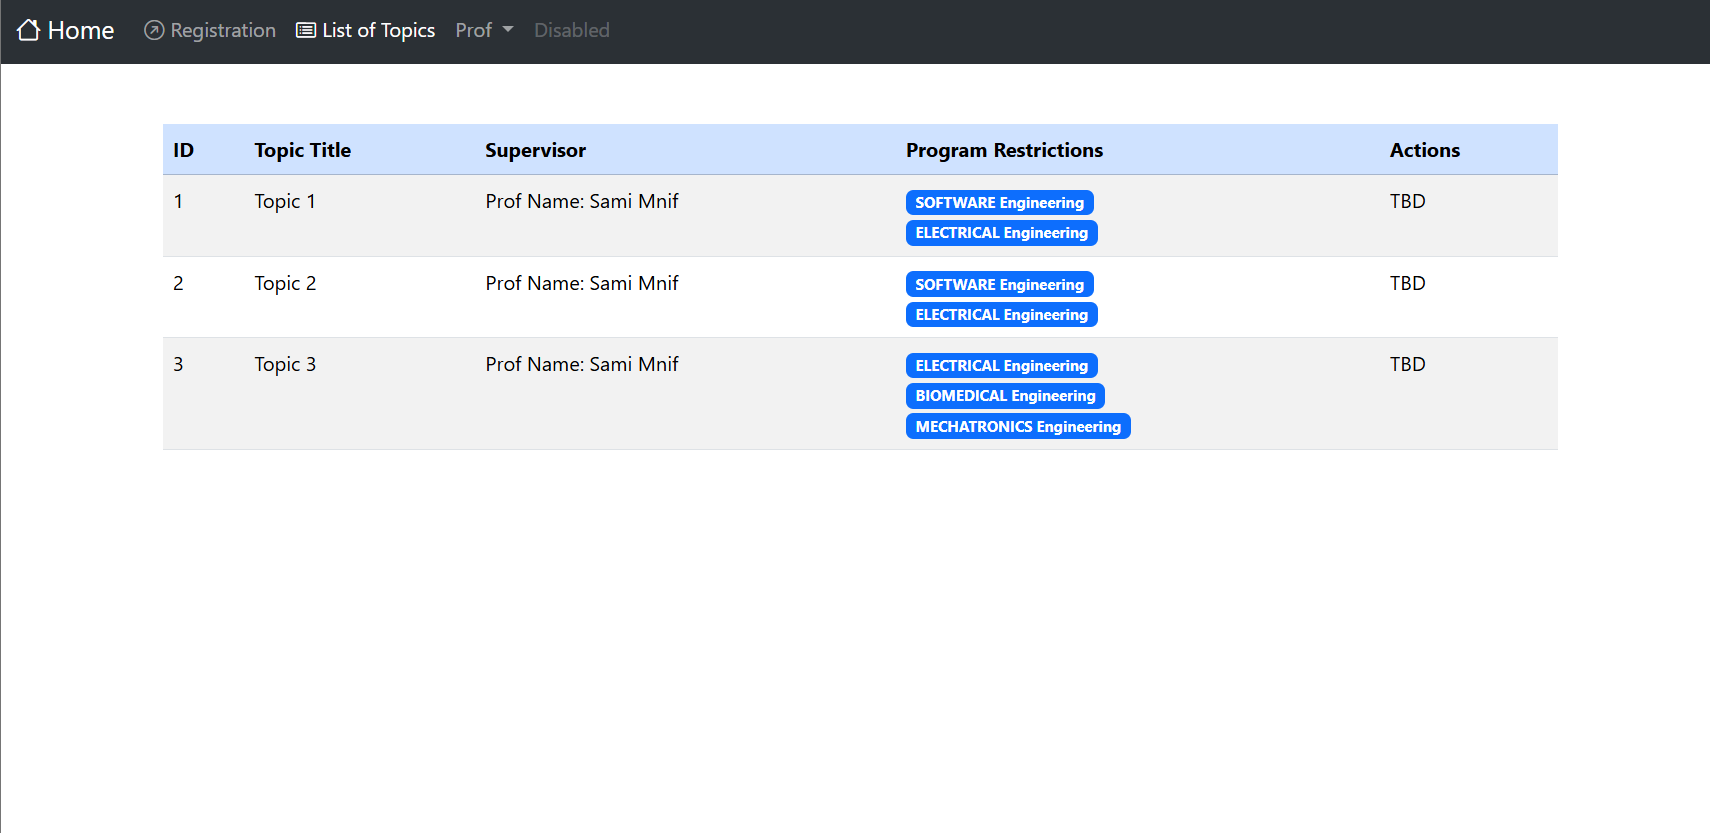 Home Registration List of Topics Prof Disabled
ID Topic Title Supervisor Program Restrictions Actions
1 Topic 1 Prof Name: Sami Mnif SOFTWARE Engineering TBD
ELECTRICAL Engineering
2 Topic 2 Prof Name: Sami Mnif SOFTWARE Engineering TBD
ELECTRICAL Engineering
3 Topic 3 Prof Name: Sami Mnif ELECTRICAL Engineering TBD
BIOMEDICAL Engineering
MECHATRONICS Engineering